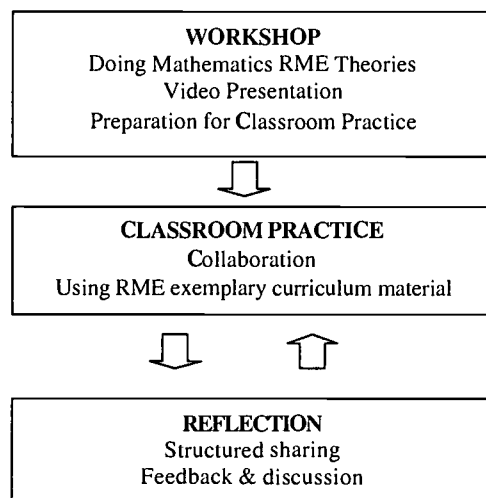 WORKSHOP
Doing Mathematics RME Theories
Video Presentation
Preparation for Classroom Practice
CLASSROOM PRACTICE
Collaboration
Using RME exemplary curriculum material
REFLECTION
Structured sharing
Feedback & discussion